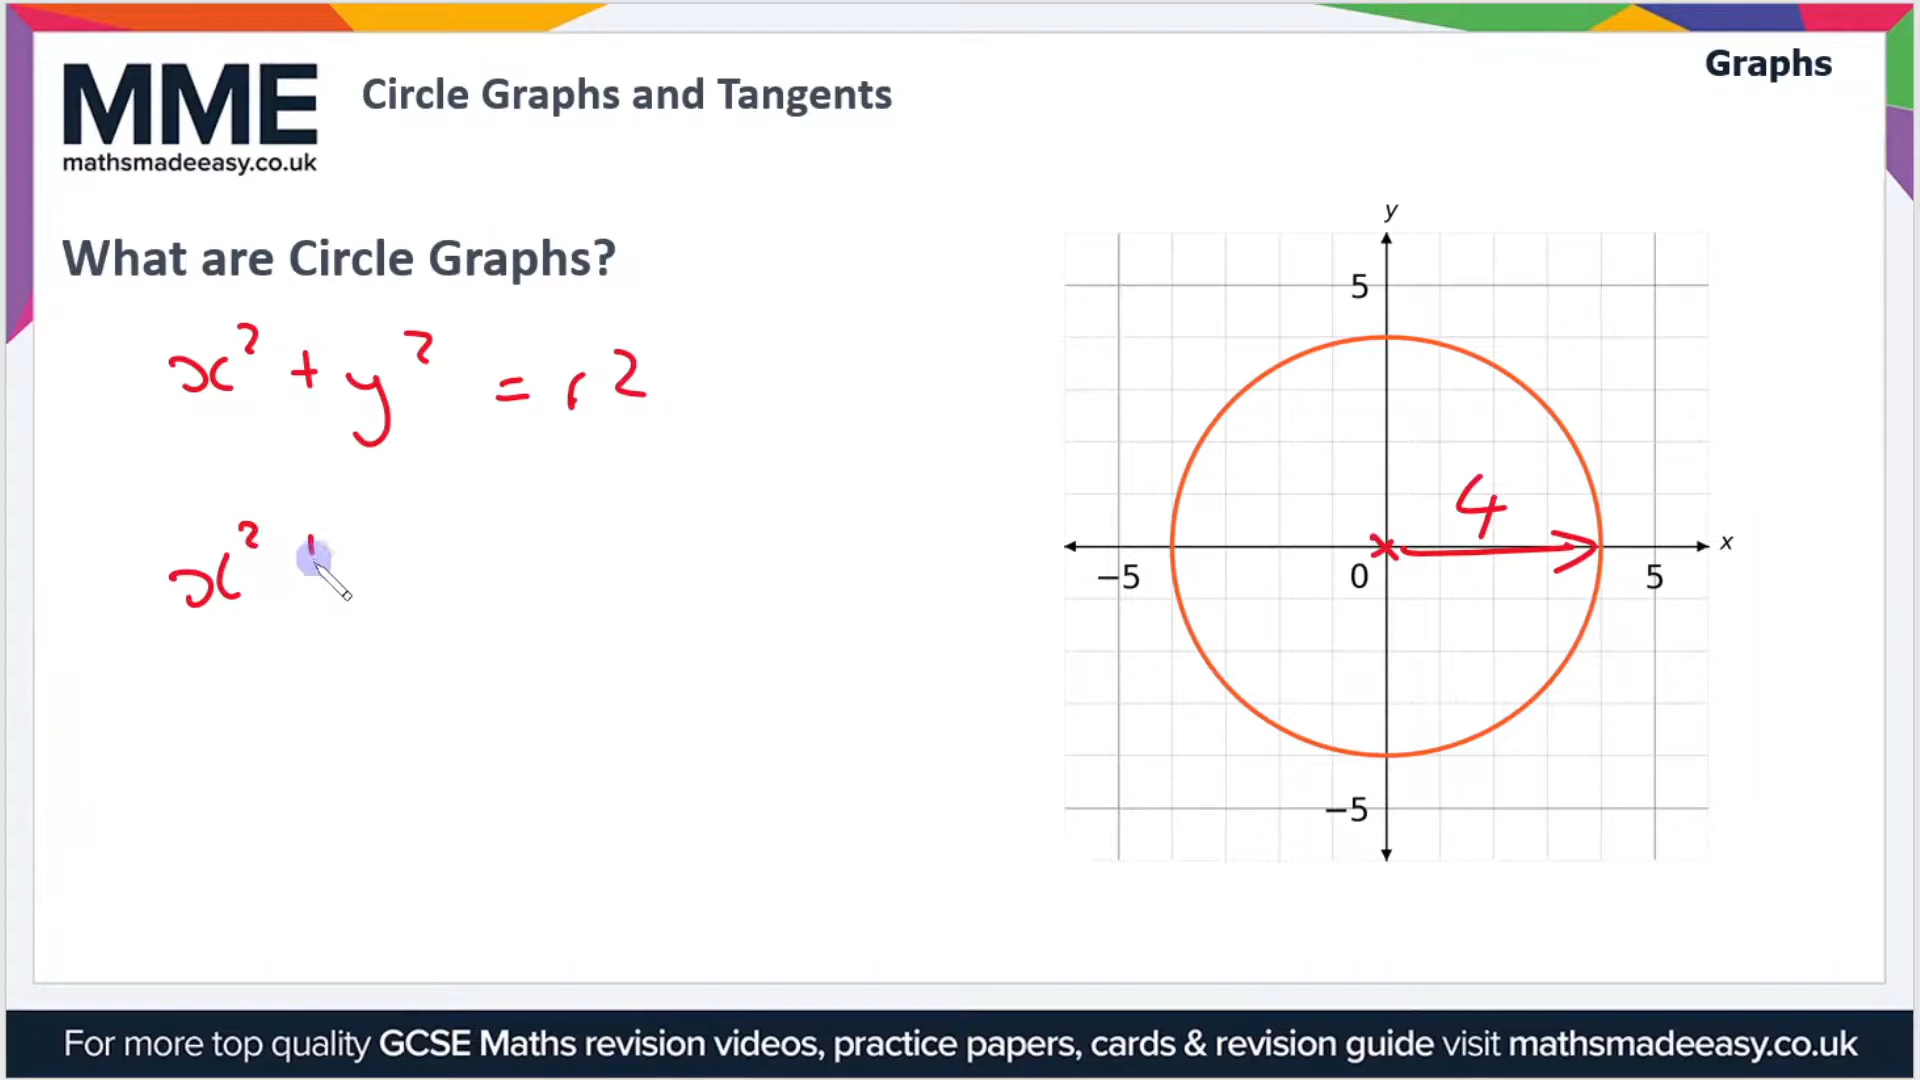 Graphs
MME
mathsmadeeasy.co.uk
Circle Graphs and Tangents
What are Circle Graphs?
x² + y² = r²
x²
y
5
4
x
−5
0
5
−5
For more top quality GCSE Maths revision videos, practice papers, cards & revision guide visit mathsmadeeasy.co.uk